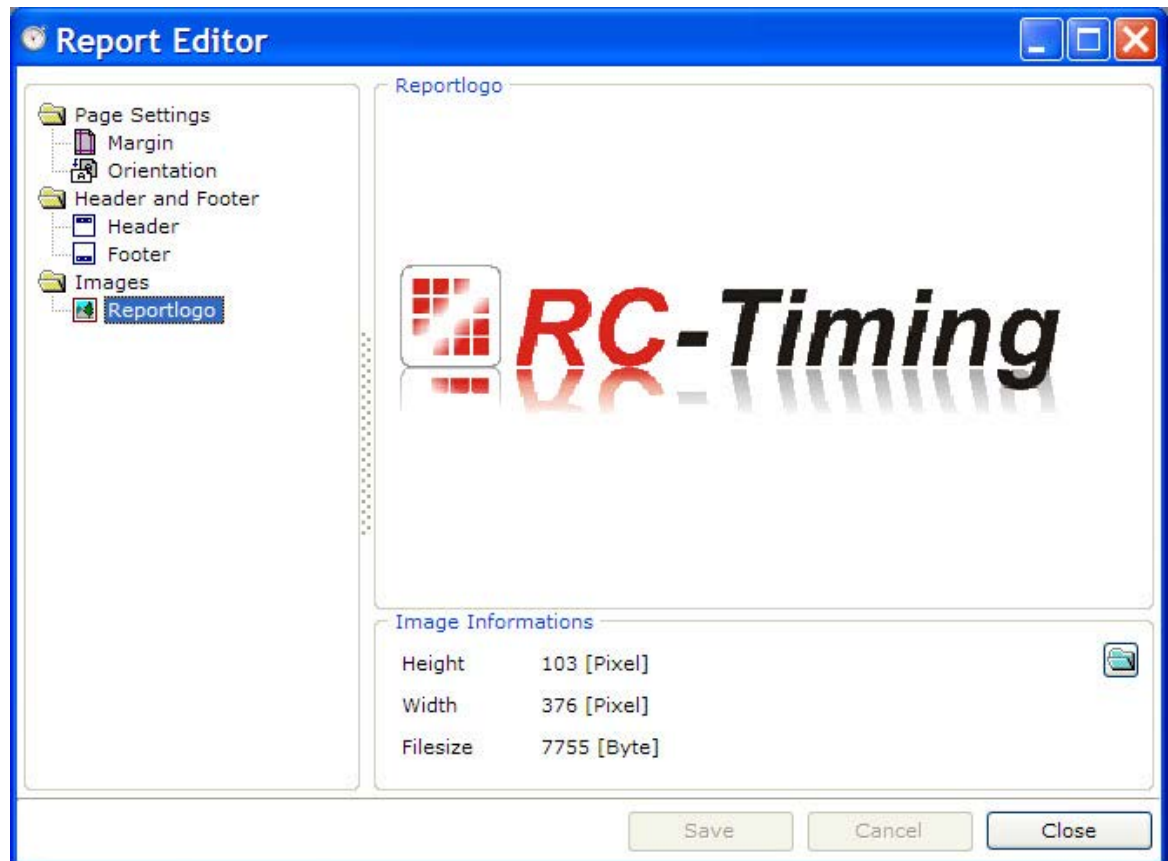 Report Editor
Page Settings
Margin
Orientation
Header and Footer
Header
Footer
Images
Reportlogo
Reportlogo
RC-Timing
Image Informations
Height 103 [Pixel]
Width 376 [Pixel]
Filesize 7755 [Byte]
Save Cancel Close